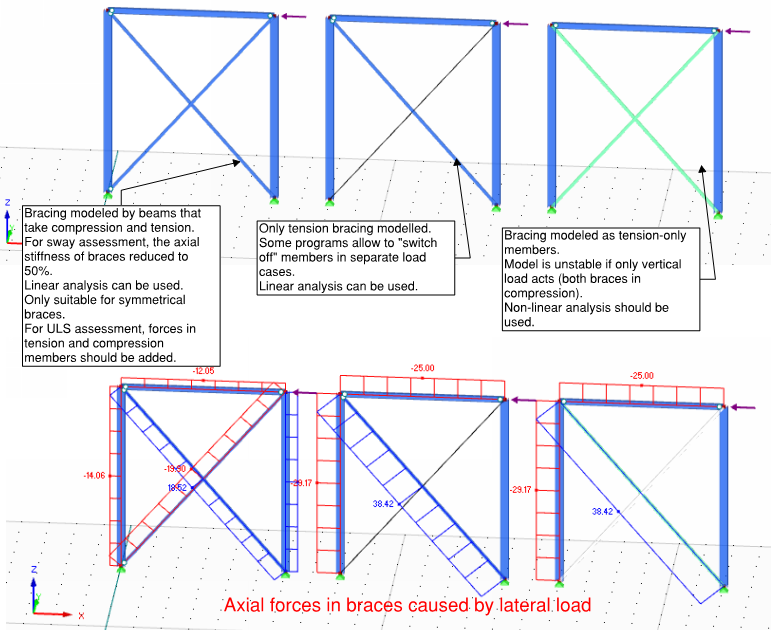 Z
Bracing modeled by beams that
take compression and tension.
For sway assessment, the axial
stiffness of braces reduced to
50%.
Linear analysis can be used.
Only suitable for symmetrical
braces.
For ULS assessment, forces in
tension and compression
members should be added.
Only tension bracing modelled.
Some programs allow to "switch
off" members in separate load
cases.
Linear analysis can be used.
Bracing modeled as tension-only
members.
Model is unstable if only vertical
load acts (both braces in
compression).
Non-linear analysis should be
used.
-12.05
-14.06
-19.90
18.52
-25.00
-29.17
38.42
-25.00
-29.17
38.42
Z
X
Axial forces in braces caused by lateral load